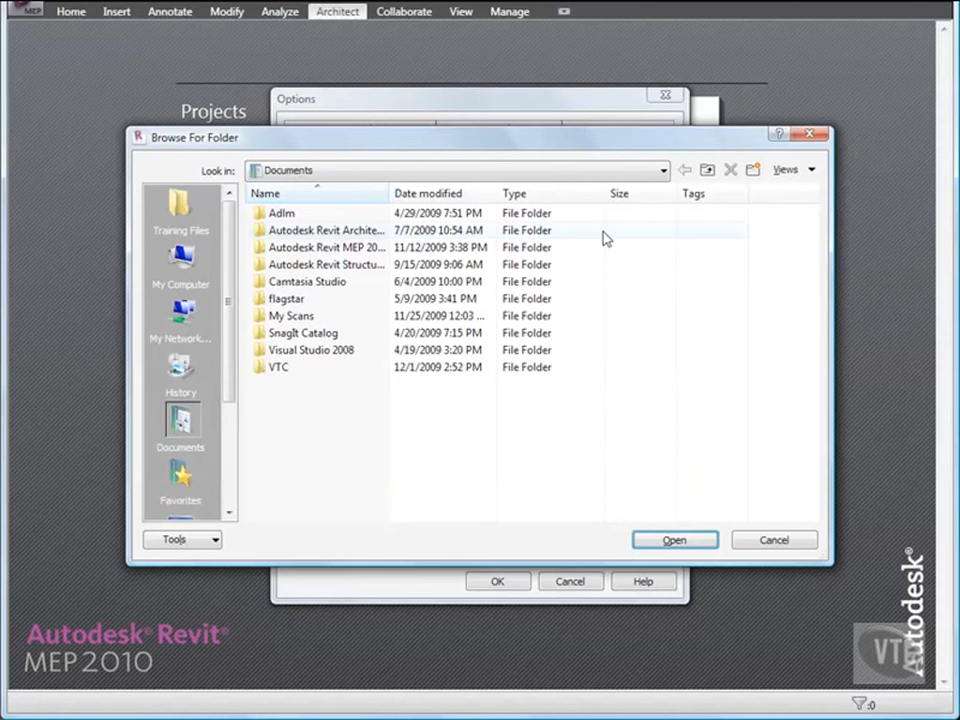 MEP Home Insert Annotate Modify Analyze Architect Collaborate View Manage
Projects
Options
Browse For Folder
Look in: Documents Views
Name Date modified Type Size Tags
Adlm 4/29/2009 7:51 PM File Folder
Autodesk Revit Archite... 7/7/2009 10:54 AM File Folder
Autodesk Revit MEP 20... 11/12/2009 3:38 PM File Folder
Autodesk Revit Structu... 9/15/2009 9:06 AM File Folder
Camtasia Studio 6/4/2009 10:00 PM File Folder
flagstar 5/9/2009 3:41 PM File Folder
My Scans 11/25/2009 12:03 ... File Folder
SnagIt Catalog 4/20/2009 7:15 PM File Folder
Visual Studio 2008 4/19/2009 3:20 PM File Folder
VTC 12/1/2009 2:52 PM File Folder
Training Files
My Computer
My Network...
History
Documents
Favorites
Tools Open Cancel
OK Cancel Help
Autodesk® Revit®
MEP 2010
Autodesk®
:0